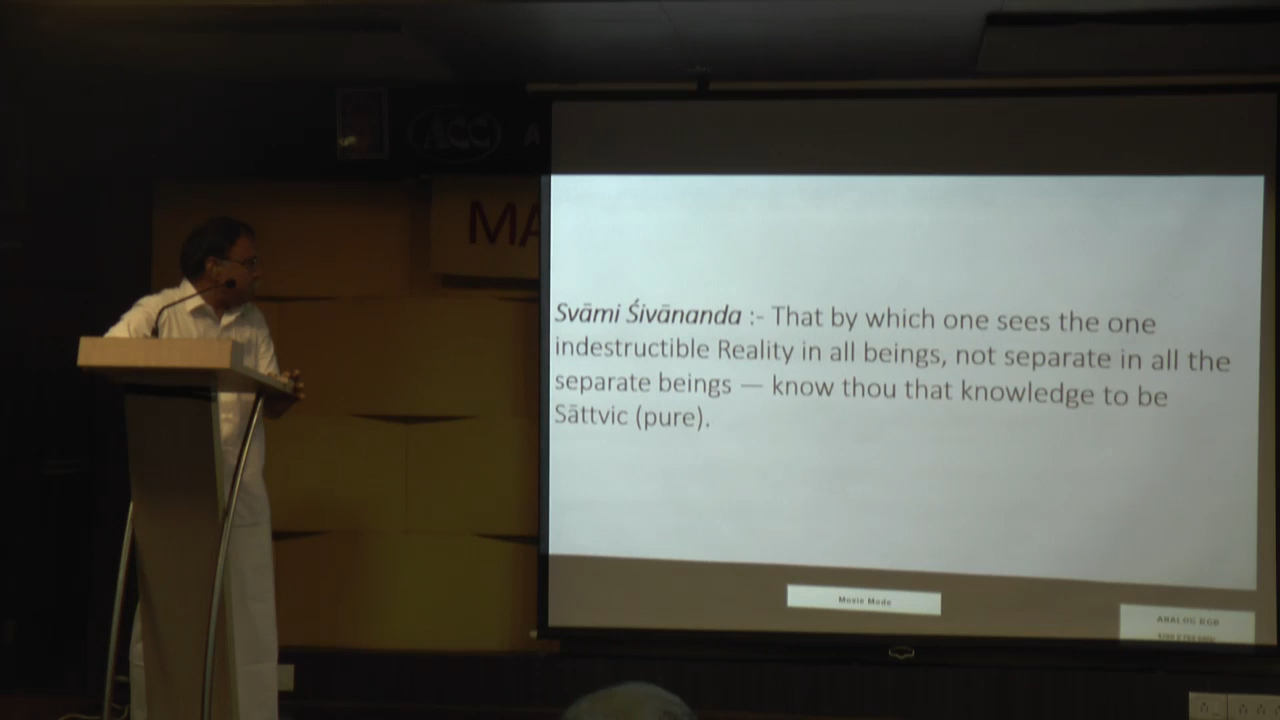 ACC A
MA
Svāmi Śivānanda :- That by which one sees the one
indestructible Reality in all beings, not separate in all the
separate beings — know thou that knowledge to be
Sāttvic (pure).
Movie Mode
ANALOG RGB